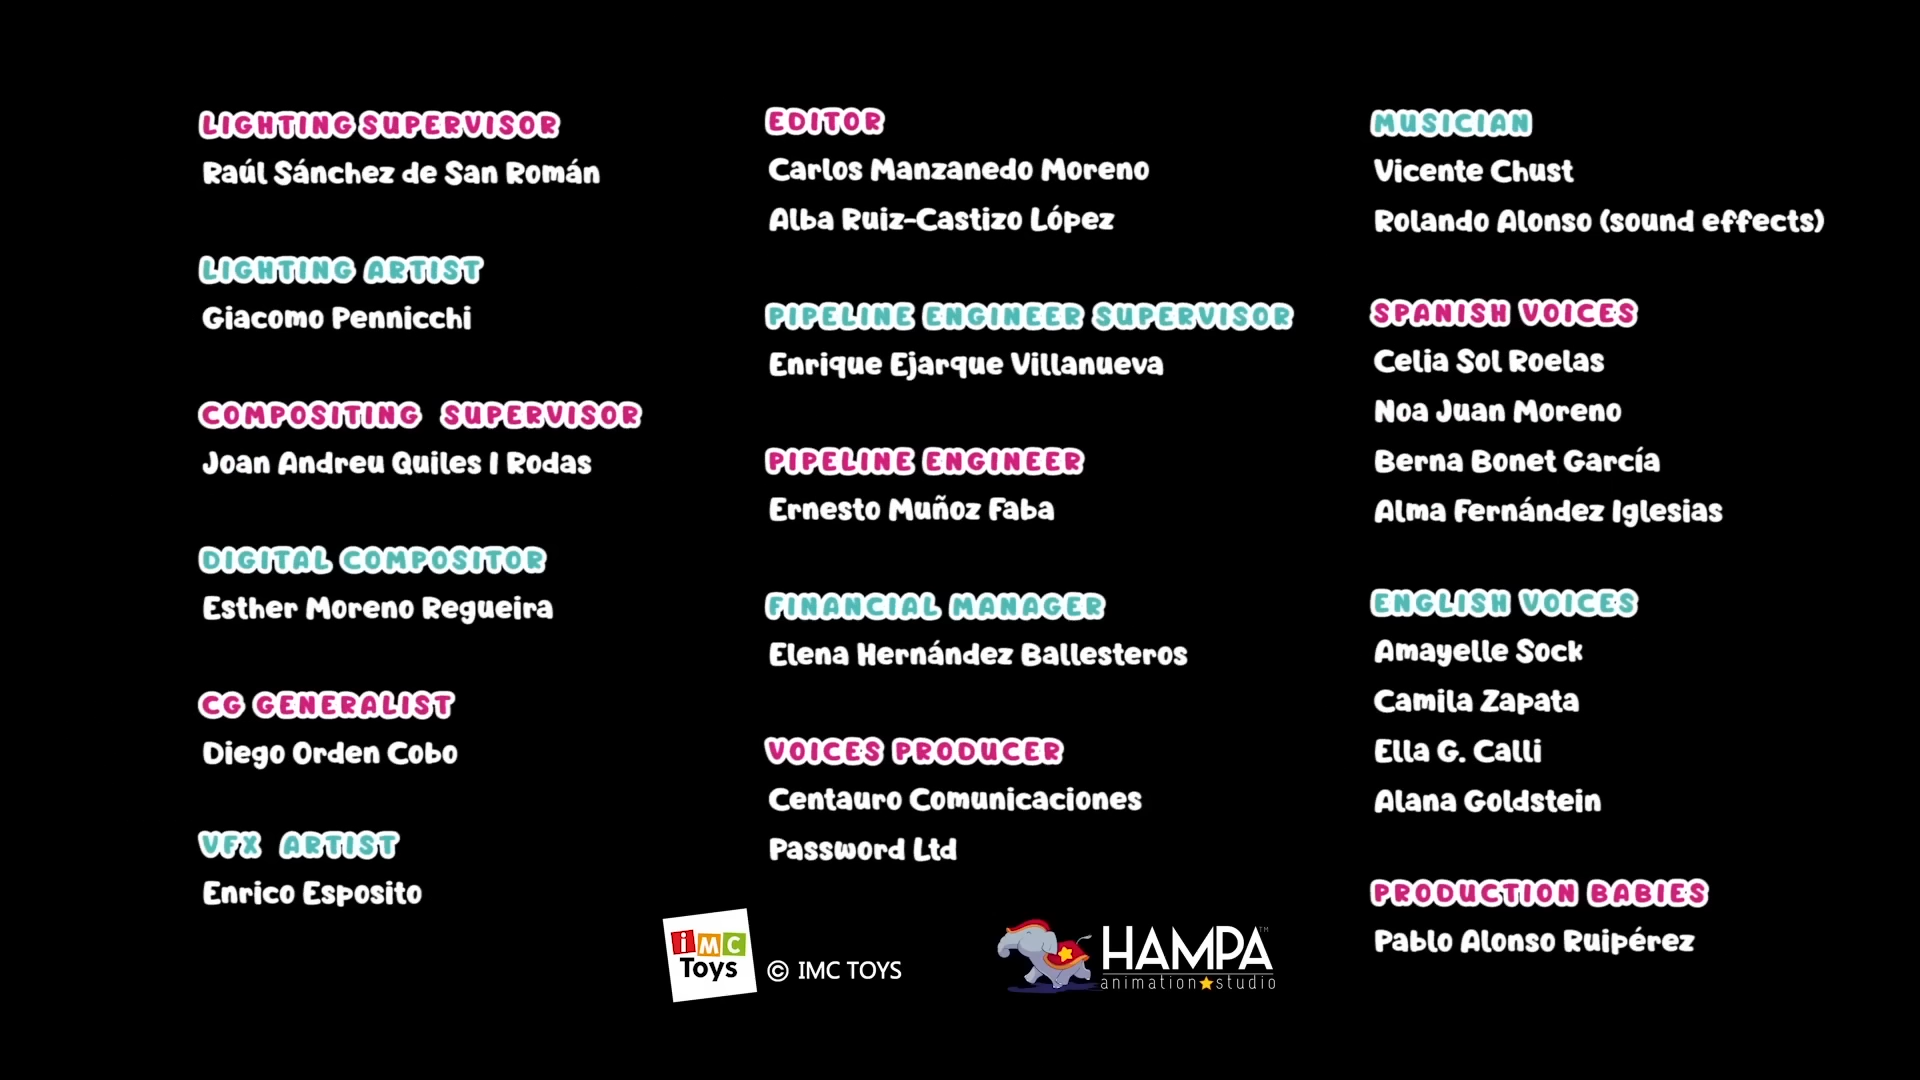 LIGHTING SUPERVISOR
Raúl Sánchez de San Román
LIGHTING ARTIST
Giacomo Pennicchi
COMPOSITING SUPERVISOR
Joan Andreu Quiles I Rodas
DIGITAL COMPOSITOR
Esther Moreno Regueira
CG GENERALIST
Diego Orden Cobo
VFX ARTIST
Enrico Esposito
EDITOR
Carlos Manzanedo Moreno
Alba Ruiz-Castizo López
PIPELINE ENGINEER SUPERVISOR
Enrique Ejarque Villanueva
PIPELINE ENGINEER
Ernesto Muñoz Faba
FINANCIAL MANAGER
Elena Hernández Ballesteros
VOICES PRODUCER
Centauro Comunicaciones
Password Ltd
MUSICIAN
Vicente Chust
Rolando Alonso (sound effects)
SPANISH VOICES
Celia Sol Roelas
Noa Juan Moreno
Berna Bonet García
Alma Fernández Iglesias
ENGLISH VOICES
Amayelle Sock
Camila Zapata
Ella G. Calli
Alana Goldstein
PRODUCTION BABIES
Pablo Alonso Ruipérez
iMC
Toys
© IMC TOYS
HAMPA™
animation studio